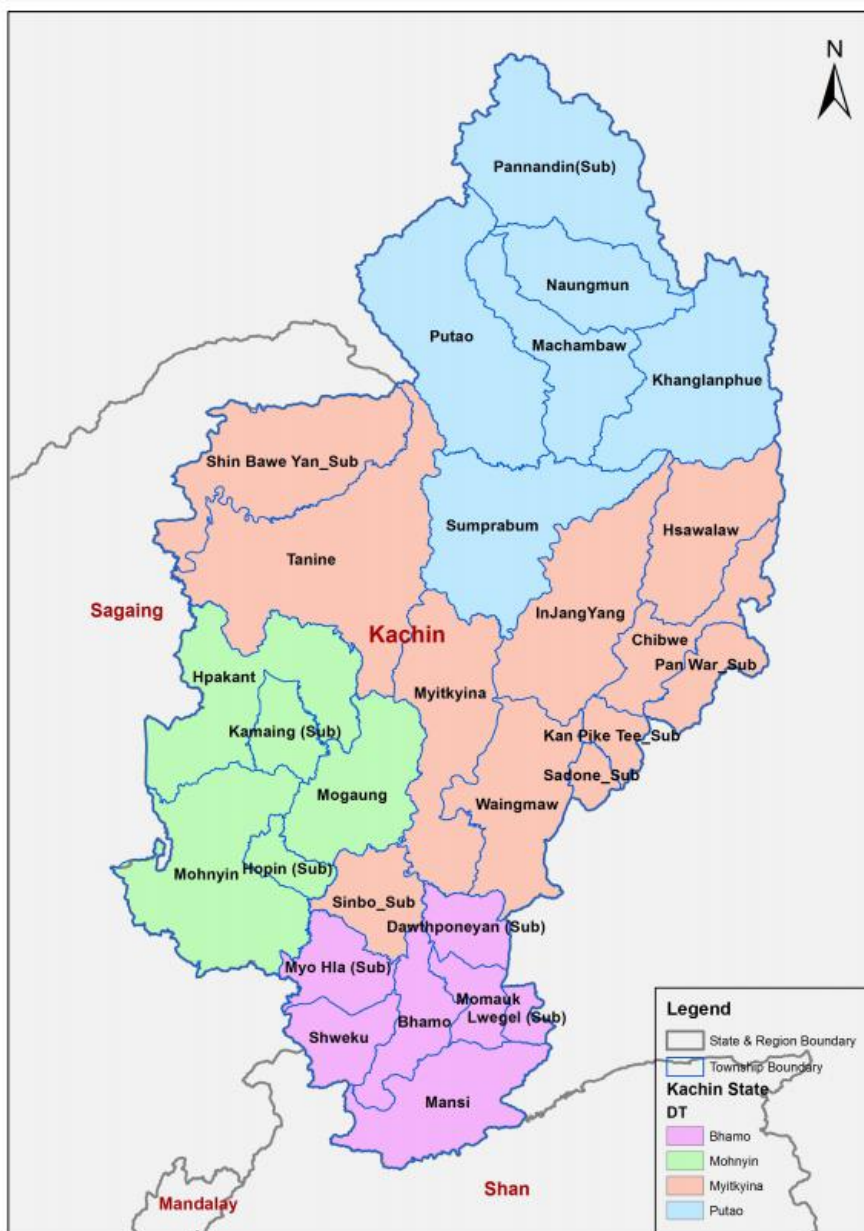 N
Pannandin(Sub)
Naungmun
Putao
Machambaw
Khanglanphue
Shin Bawe Yan_Sub
Sumprabum
Hsawalaw
Tanine
Sagaing
InJangYang
Kachin
Chibwe
Pan War_Sub
Hpakant
Myitkyina
Kamaing (Sub)
Kan Pike Tee_Sub
Sadone_Sub
Mogaung
Waingmaw
Mohnyin
Hopin (Sub)
Sinbo_Sub
Dawthponeyan (Sub)
Myo Hla (Sub)
Momauk
Lwegel (Sub)
Bhamo
Shweku
Mansi
Shan
Mandalay
Legend
State & Region Boundary
Township Boundary
Kachin State
DT
Bhamo
Mohnyin
Myitkyina
Putao